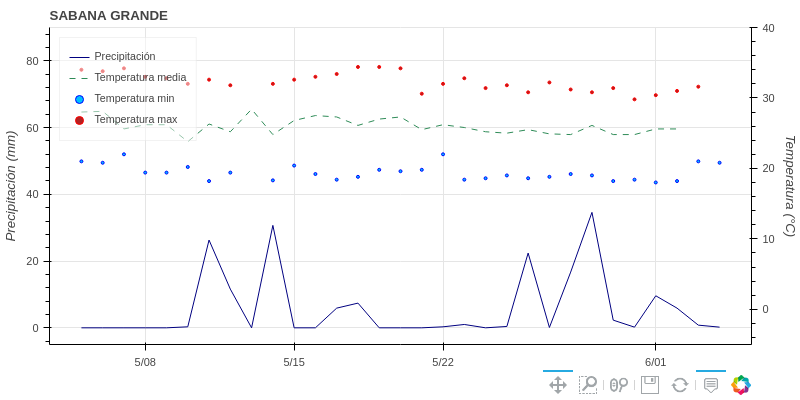 SABANA GRANDE
Precipitación
Temperatura media
Temperatura min
Temperatura max
Precipitación (mm)
80
60
40
20
0
Temperatura (°C)
40
30
20
10
0
5/08
5/15
5/22
6/01